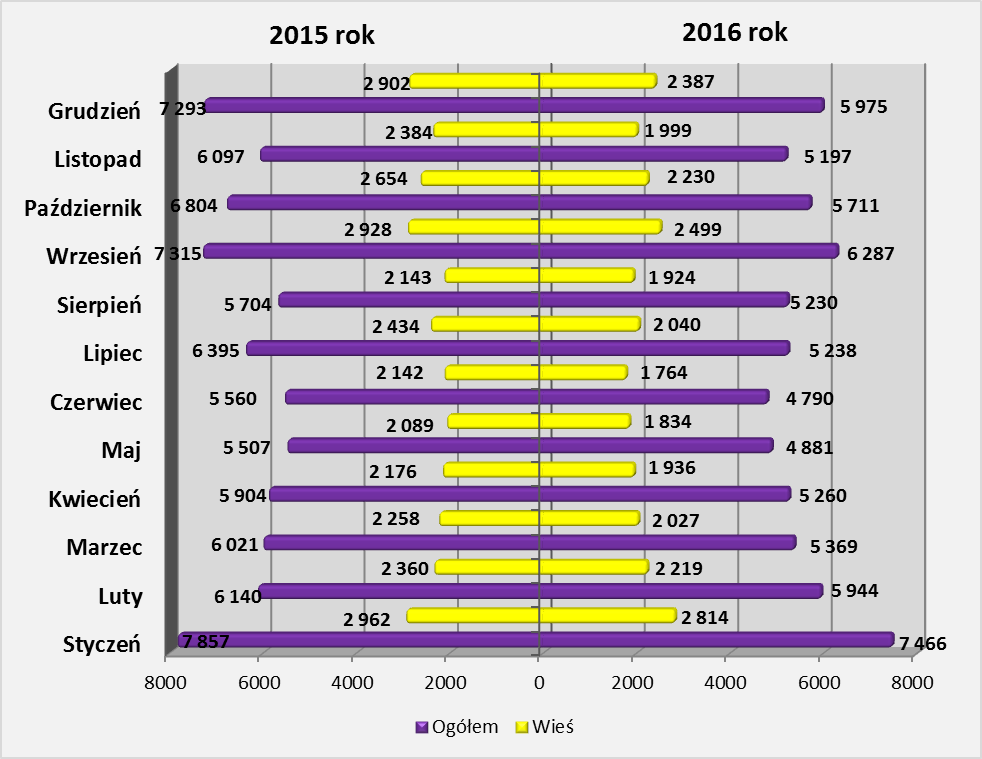 2015 rok 2016 rok
2 902 2 387
Grudzień 7 293 5 975
2 384 1 999
Listopad 6 097 5 197
2 654 2 230
Październik 6 804 5 711
2 928 2 499
Wrzesień 7 315 6 287
2 143 1 924
Sierpień 5 704 5 230
2 434 2 040
Lipiec 6 395 5 238
2 142 1 764
Czerwiec 5 560 4 790
2 089 1 834
Maj 5 507 4 881
2 176 1 936
Kwiecień 5 904 5 260
2 258 2 027
Marzec 6 021 5 369
2 360 2 219
Luty 6 140 5 944
2 962 2 814
Styczeń 7 857 7 466
8000 6000 4000 2000 0 2000 4000 6000 8000
Ogółem Wieś